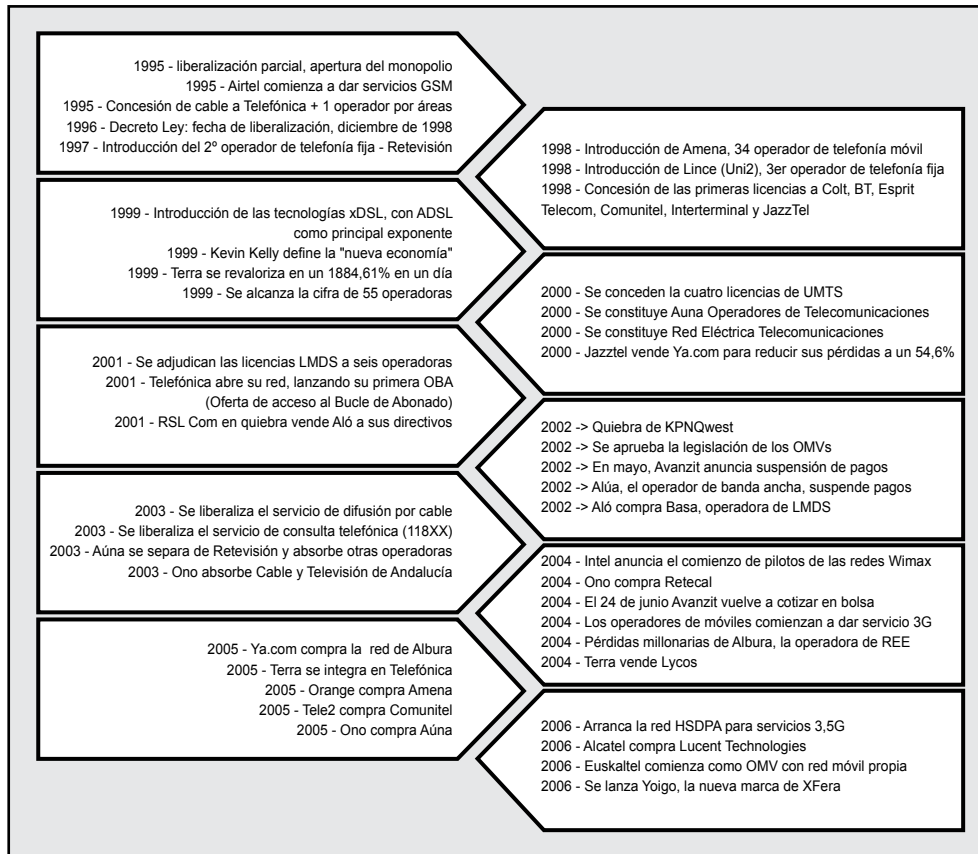 1995 - liberalización parcial, apertura del monopolio
1995 - Airtel comienza a dar servicios GSM
1995 - Concesión de cable a Telefónica + 1 operador por áreas
1996 - Decreto Ley: fecha de liberalización, diciembre de 1998
1997 - Introducción del 2º operador de telefonía fija - Retevisión
1998 - Introducción de Amena, 34 operador de telefonía móvil
1998 - Introducción de Lince (Uni2), 3er operador de telefonía fija
1998 - Concesión de las primeras licencias a Colt, BT, Esprit
Telecom, Comunitel, Interterminal y JazzTel
1999 - Introducción de las tecnologías xDSL, con ADSL
como principal exponente
1999 - Kevin Kelly define la "nueva economía"
1999 - Terra se revaloriza en un 1884,61% en un día
1999 - Se alcanza la cifra de 55 operadoras
2000 - Se conceden la cuatro licencias de UMTS
2000 - Se constituye Auna Operadores de Telecomunicaciones
2000 - Se constituye Red Eléctrica Telecomunicaciones
2000 - Jazztel vende Ya.com para reducir sus pérdidas a un 54,6%
2001 - Se adjudican las licencias LMDS a seis operadoras
2001 - Telefónica abre su red, lanzando su primera OBA
(Oferta de acceso al Bucle de Abonado)
2001 - RSL Com en quiebra vende Aló a sus directivos
2002 -> Quiebra de KPNQwest
2002 -> Se aprueba la legislación de los OMVs
2002 -> En mayo, Avanzit anuncia suspensión de pagos
2002 -> Alúa, el operador de banda ancha, suspende pagos
2002 -> Aló compra Basa, operadora de LMDS
2003 - Se liberaliza el servicio de difusión por cable
2003 - Se liberaliza el servicio de consulta telefónica (118XX)
2003 - Aúna se separa de Retevisión y absorbe otras operadoras
2003 - Ono absorbe Cable y Televisión de Andalucía
2004 - Intel anuncia el comienzo de pilotos de las redes Wimax
2004 - Ono compra Retecal
2004 - El 24 de junio Avanzit vuelve a cotizar en bolsa
2004 - Los operadores de móviles comienzan a dar servicio 3G
2004 - Pérdidas millonarias de Albura, la operadora de REE
2004 - Terra vende Lycos
2005 - Ya.com compra la red de Albura
2005 - Terra se integra en Telefónica
2005 - Orange compra Amena
2005 - Tele2 compra Comunitel
2005 - Ono compra Aúna
2006 - Arranca la red HSDPA para servicios 3,5G
2006 - Alcatel compra Lucent Technologies
2006 - Euskaltel comienza como OMV con red móvil propia
2006 - Se lanza Yoigo, la nueva marca de XFera